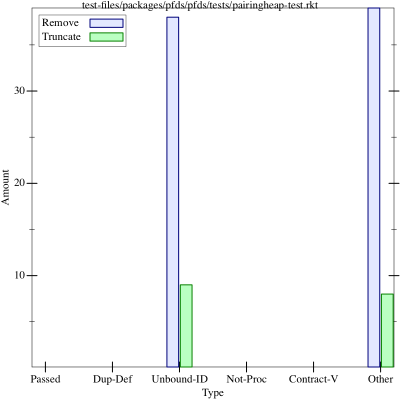 test-files/packages/pfds/pfds/tests/pairingheap-test.rkt
Remove
Truncate
30
20
10
Amount
Passed Dup-Def Unbound-ID Not-Proc Contract-V Other
Type